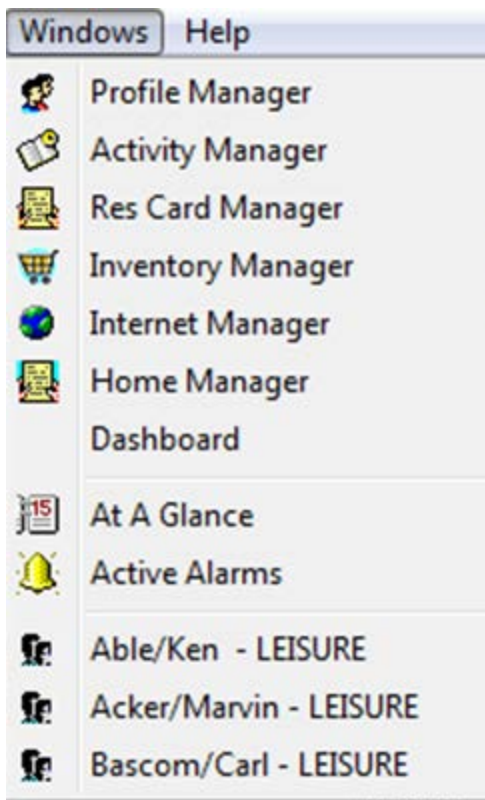 Windows Help
Profile Manager
Activity Manager
Res Card Manager
Inventory Manager
Internet Manager
Home Manager
Dashboard
15
At A Glance
Active Alarms
Able/Ken - LEISURE
Acker/Marvin - LEISURE
Bascom/Carl - LEISURE